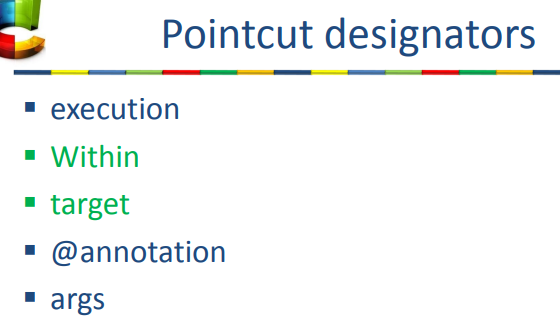 Pointcut designators
execution
Within
target
@annotation
args